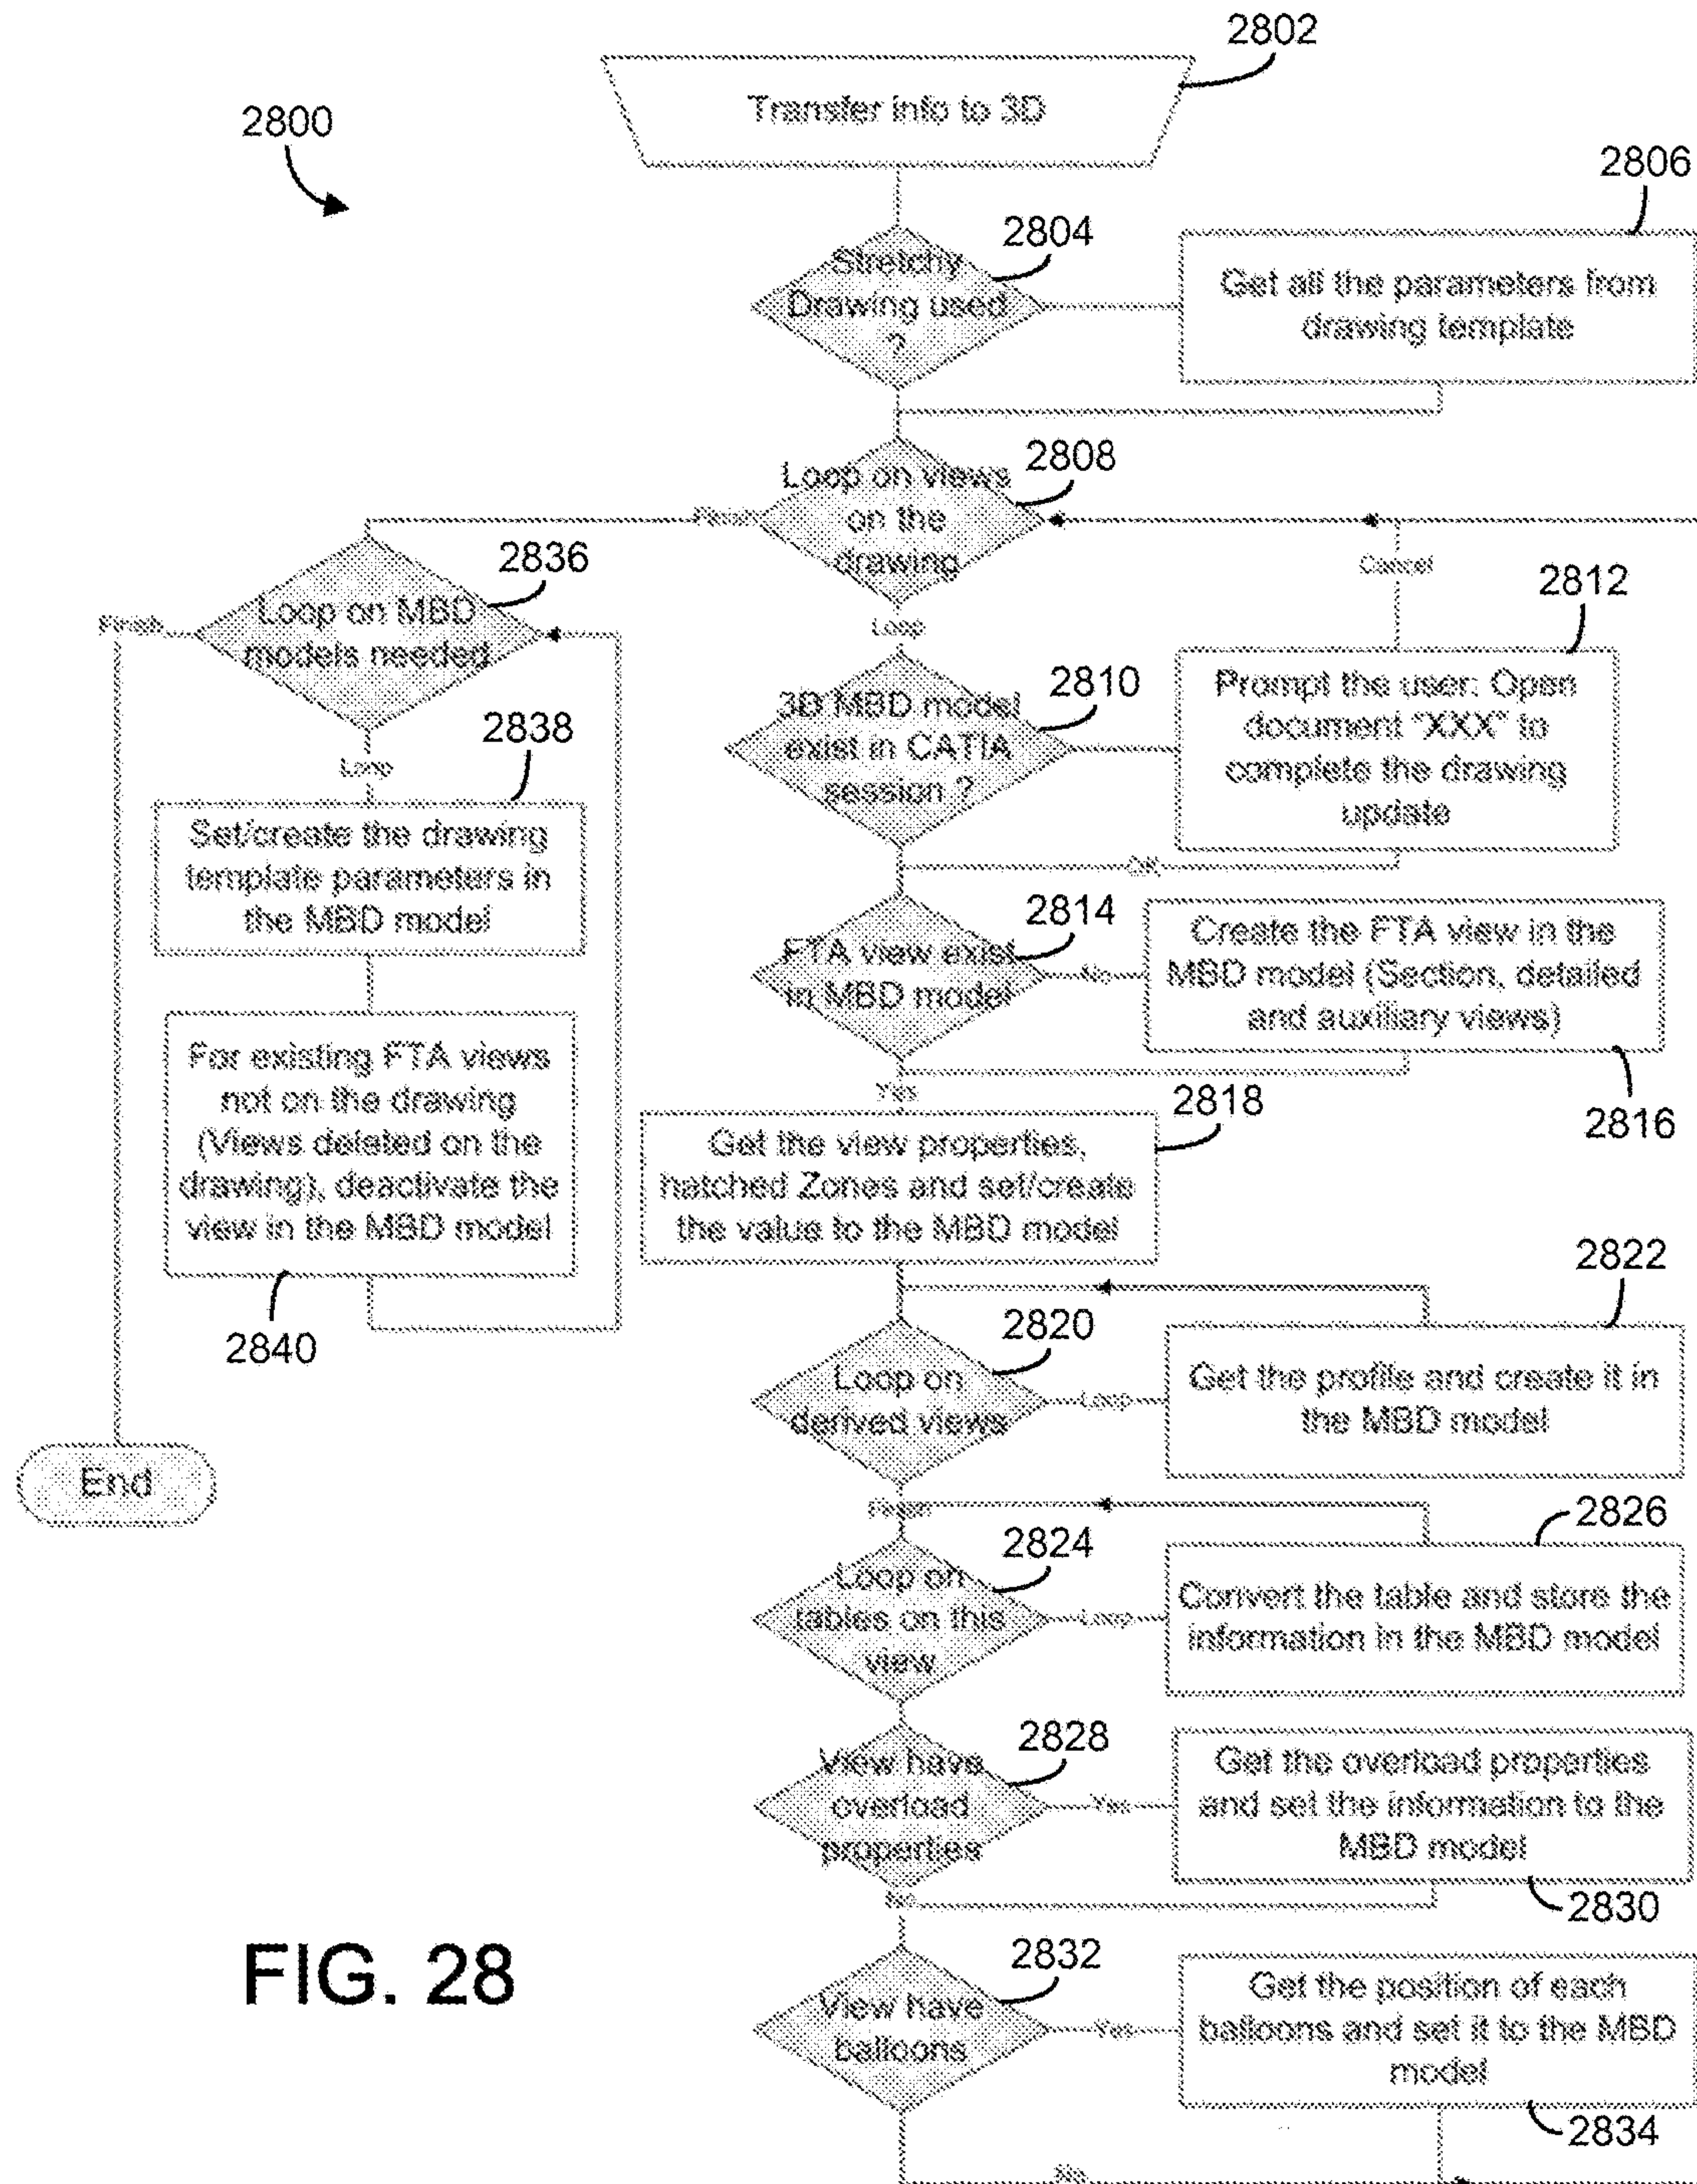 2802
Transfer info to 3D
2800
2806
2804
Stretchy
Drawing used
?
Get all the parameters from
drawing template
2808
Loop on views
on the
drawing
Finish
Cancel
2836
Loop on MBD
models needed
Finish
Loop
2812
Prompt the user: Open
document "XXX" to
complete the drawing
update
2810
3D MBD model
exist in CATIA
session ?
2838
Loop
Set/create the drawing
template parameters in
the MBD model
OK
2814
FTA view exist
in MBD model
No
Create the FTA view in the
MBD model (Section, detailed
and auxiliary views)
2816
Yes
For existing FTA views
not on the drawing
(Views deleted on the
drawing), deactivate the
view in the MBD model
2840
2818
Get the view properties,
hatched Zones and set/create
the value to the MBD model
2822
2820
Loop on
derived views
Loop
Get the profile and create it in
the MBD model
End
Finish
2826
2824
Loop on
tables on this
view
Loop
Convert the table and store the
information in the MBD model
2828
View have
overload
properties
Yes
Get the overload properties
and set the information to the
MBD model
2830
No
2832
View have
balloons
Yes
Get the position of each
balloons and set it to the MBD
model
2834
No
FIG. 28